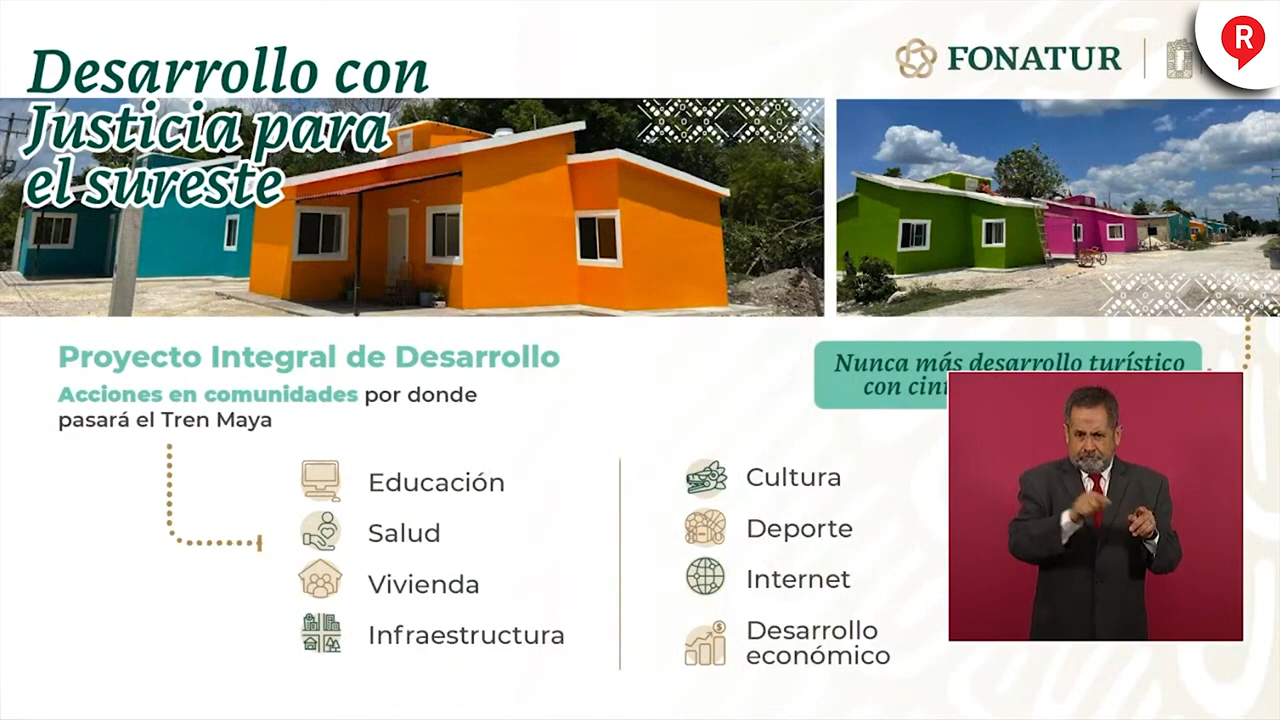 Desarrollo con
Justicia para
el sureste
FONATUR
R
Proyecto Integral de Desarrollo
Acciones en comunidades por donde
pasará el Tren Maya
Nunca más desarrollo turístico
con
Educación
Salud
Vivienda
Infraestructura
Cultura
Deporte
Internet
Desarrollo
económico